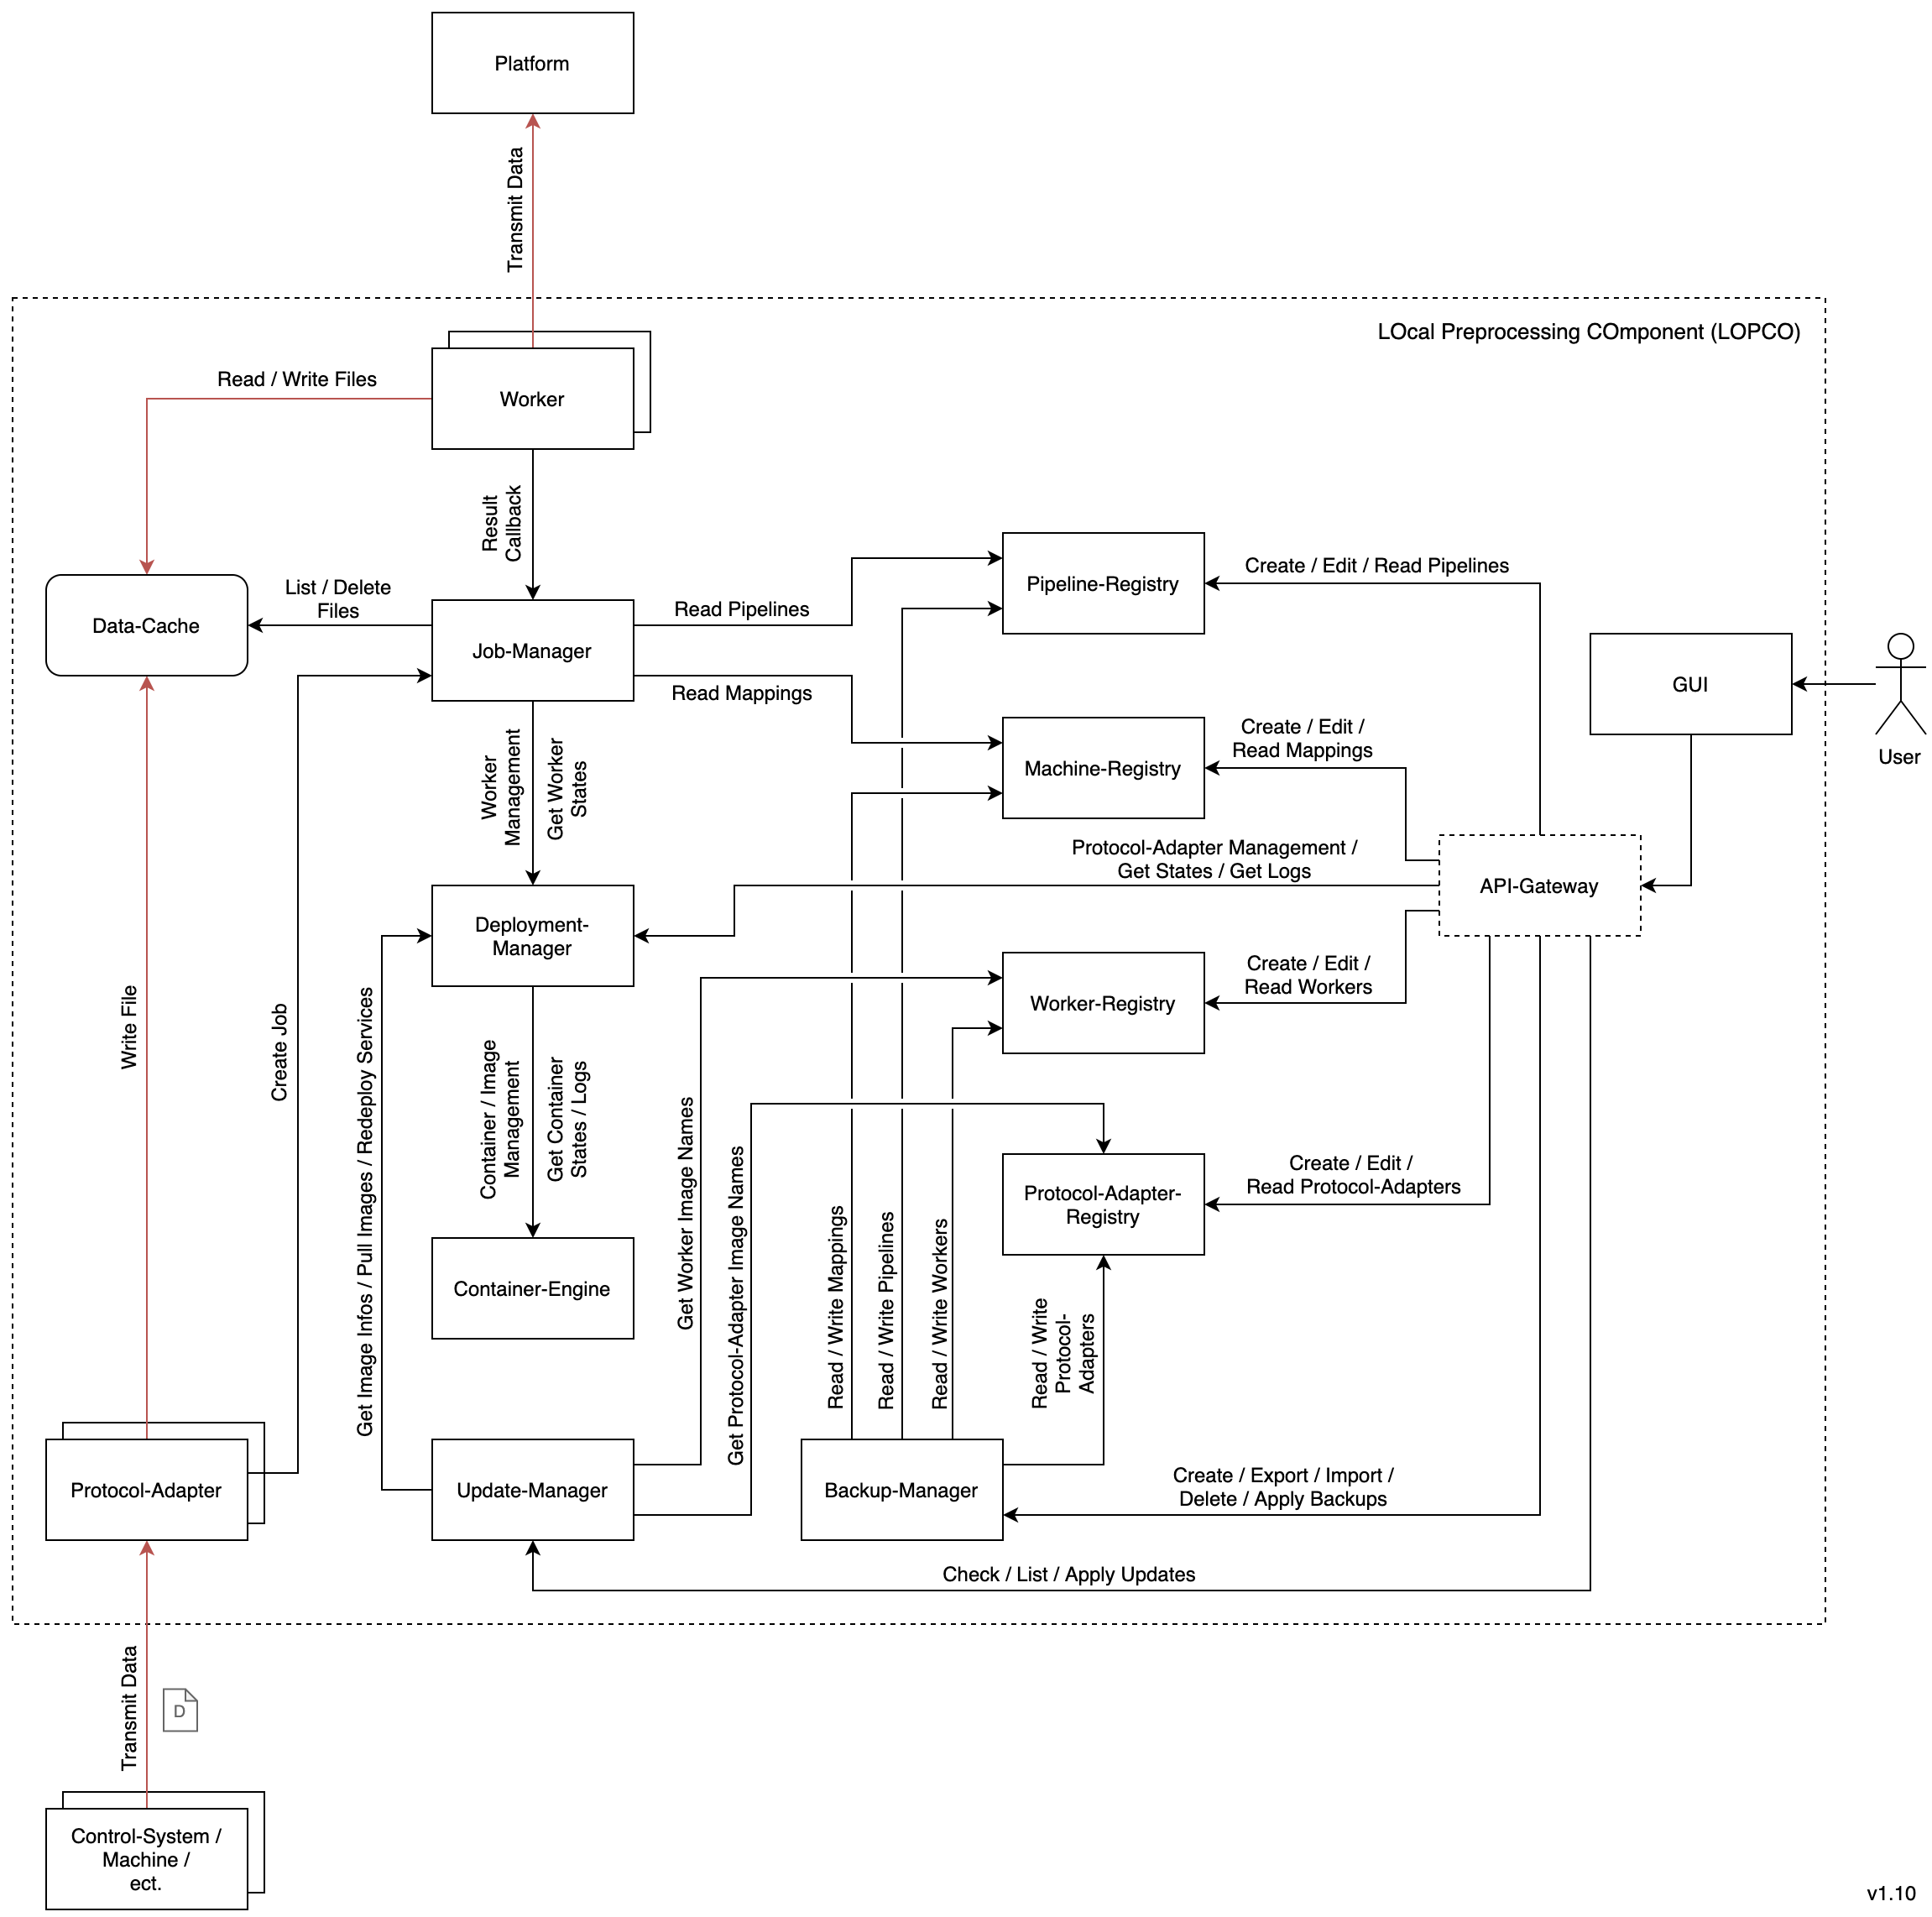 Platform
Transmit Data
LOcal Preprocessing COmponent (LOPCO)
Read / Write Files
Worker
Result
Callback
Data-Cache
List / Delete
Files
Job-Manager
Read Pipelines
Read Mappings
Pipeline-Registry
Create / Edit / Read Pipelines
GUI
User
Machine-Registry
Create / Edit /
Read Mappings
Worker
Management
Get Worker
States
Protocol-Adapter Management /
Get States / Get Logs
API-Gateway
Deployment-
Manager
Worker-Registry
Create / Edit /
Read Workers
Write File
Create Job
Get Image Infos / Pull Images / Redeploy Services
Container / Image
Management
Get Container
States / Logs
Get Worker Image Names
Get Protocol-Adapter Image Names
Protocol-Adapter-
Registry
Create / Edit /
Read Protocol-Adapters
Container-Engine
Read / Write Mappings
Read / Write Pipelines
Read / Write Workers
Read / Write
Protocol-
Adapters
Protocol-Adapter
Update-Manager
Backup-Manager
Create / Export / Import /
Delete / Apply Backups
Check / List / Apply Updates
Transmit Data
D
Control-System /
Machine /
ect.
v1.10